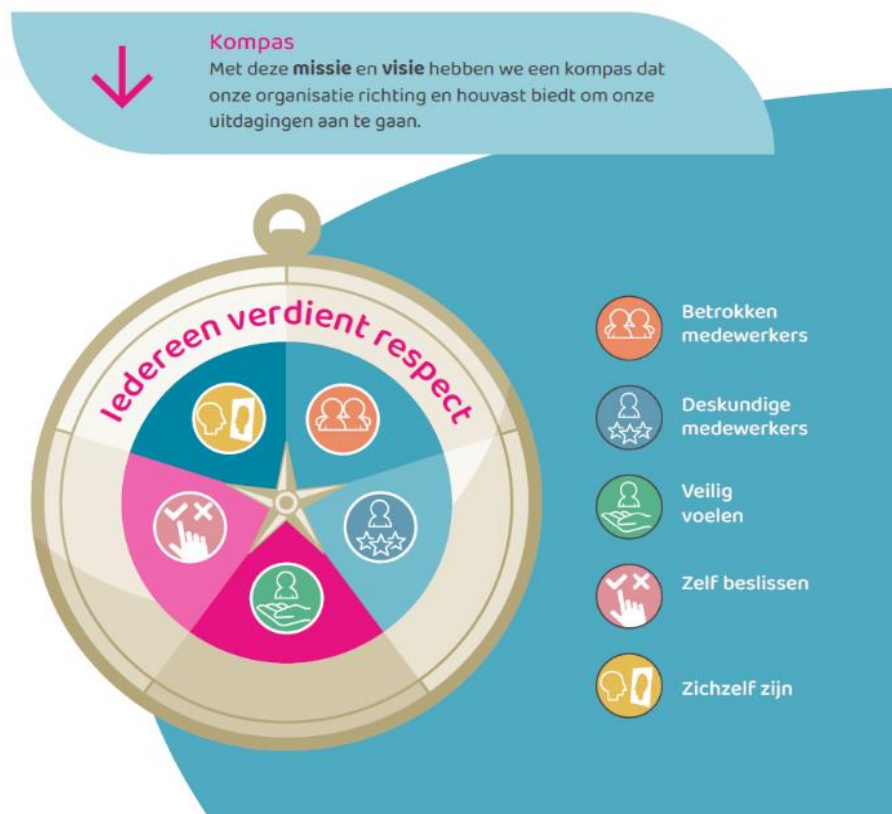 Kompas
Met deze missie en visie hebben we een kompas dat
onze organisatie richting en houvast biedt om onze
uitdagingen aan te gaan.
Iedereen verdient respect
Betrokken
medewerkers
Deskundige
medewerkers
Veilig
voelen
Zelf beslissen
Zichzelf zijn